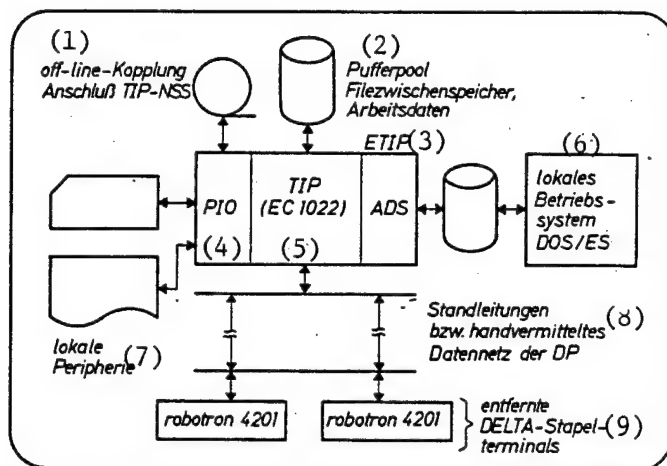 (1)
off-line-Kopplung
Anschluß TIP-NSS
(2)
Pufferpool
Filezwischenspeicher,
Arbeitsdaten
ETIP(3)
PIO
(4)
TIP
(EC 1022)
(5)
ADS
(6)
lokales
Betriebs-
system
DOS/ES
lokale
Peripherie(7)
Standleitungen
bzw. handvermitteltes (8)
Datennetz der DP
robotron 4201
robotron 4201
entfernte
DELTA-Stapel-(9)
terminals